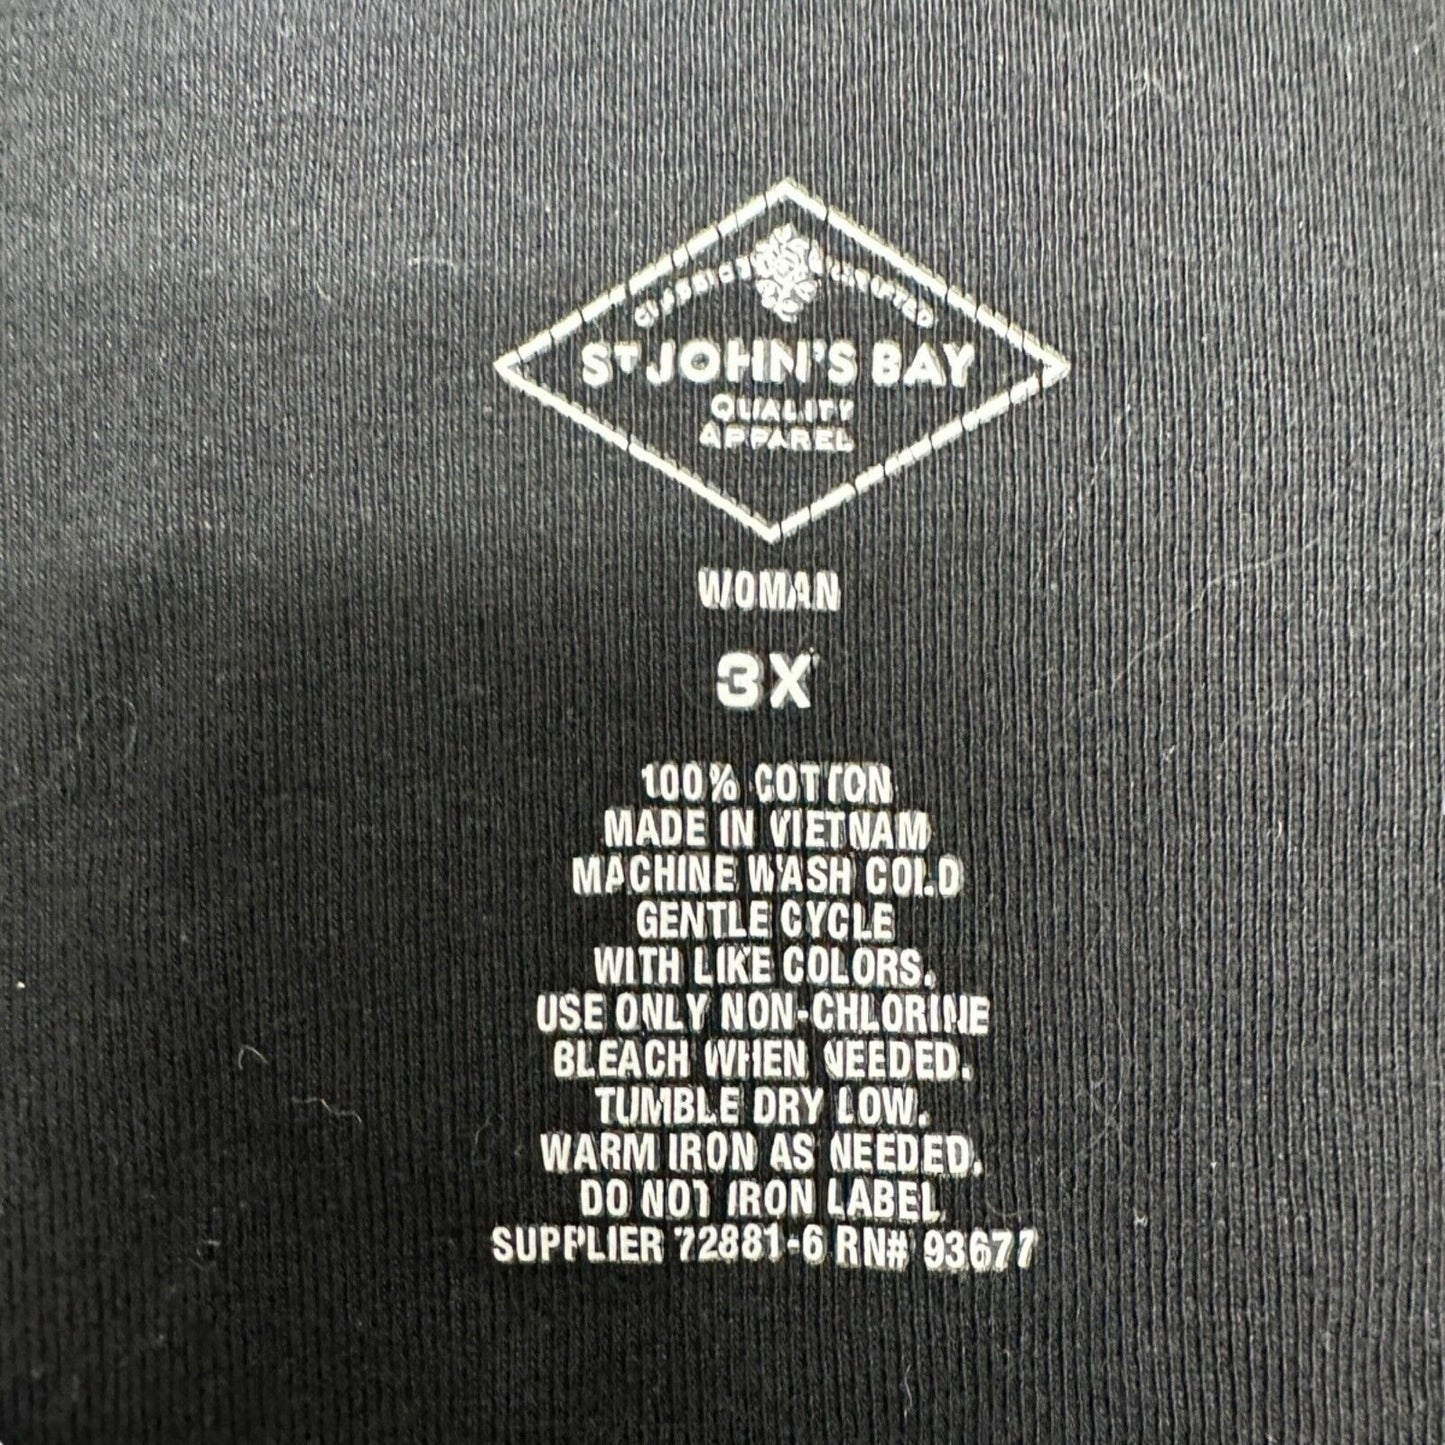 CLASSICS REINVENTED
ST JOHN'S BAY
QUALITY
APPAREL
WOMAN
3X
100% COTTON
MADE IN VIETNAM
MACHINE WASH COLD
GENTLE CYCLE
WITH LIKE COLORS.
USE ONLY NON-CHLORINE
BLEACH WHEN NEEDED.
TUMBLE DRY LOW.
WARM IRON AS NEEDED.
DO NOT IRON LABEL
SUPPLIER 72881-6 RN# 93677